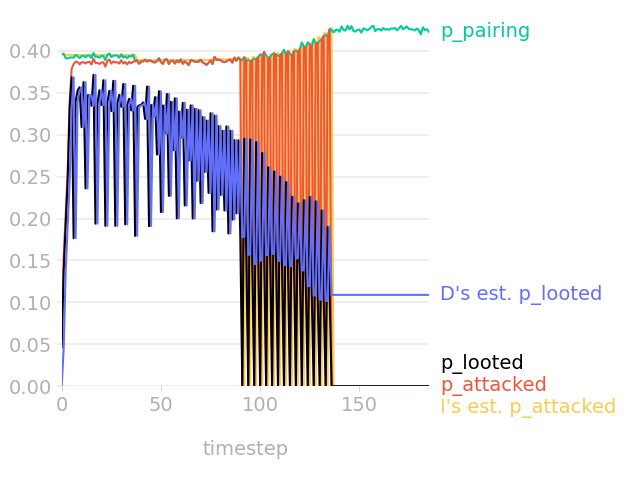 p_pairing
0.40
0.35
0.30
0.25
0.20
0.15
0.10
0.05
0.00
D's est. p_looted
p_looted
p_attacked
I's est. p_attacked
0
50
100
150
timestep